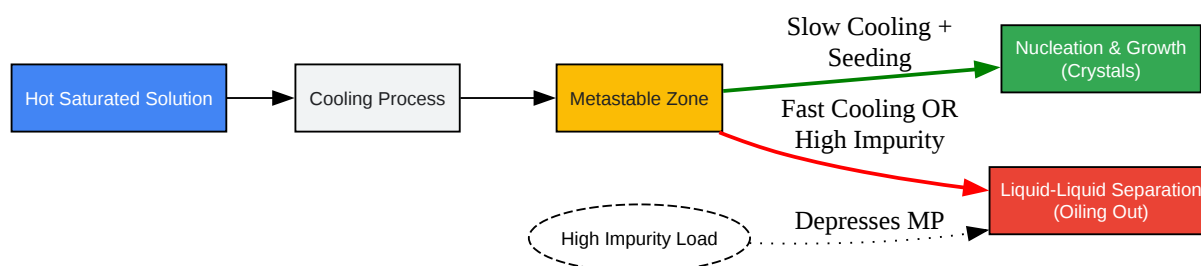 Hot Saturated Solution
Cooling Process
Metastable Zone
Slow Cooling +
Seeding
Nucleation & Growth
(Crystals)
Fast Cooling OR
High Impurity
Liquid-Liquid Separation
(Oiling Out)
High Impurity Load
Depresses MP